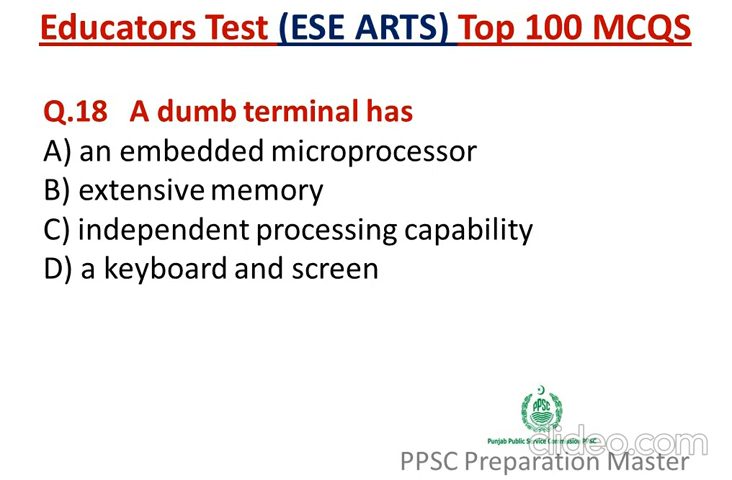 Educators Test (ESE ARTS) Top 100 MCQS
Q.18 A dumb terminal has
A) an embedded microprocessor
B) extensive memory
C) independent processing capability
D) a keyboard and screen
PPSC
Punjab Public Service Commission PPSC
clideo.com
PPSC Preparation Master